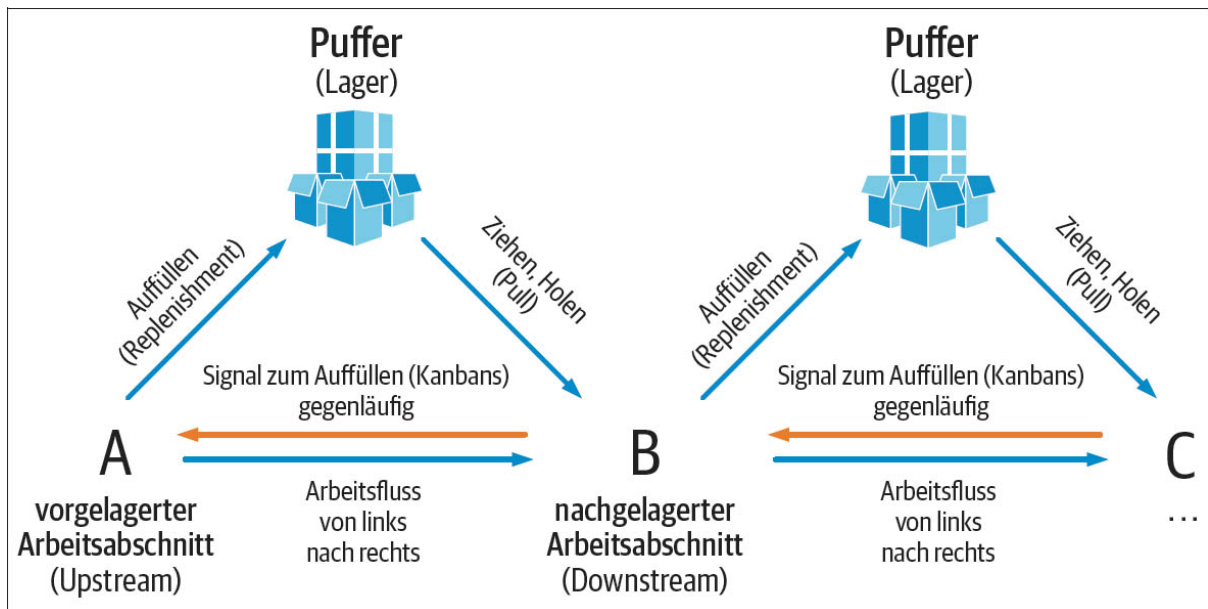 Puffer
(Lager)
Puffer
(Lager)
Auffüllen
(Replenishment)
Ziehen, Holen
(Pull)
Auffüllen
(Replenishment)
Ziehen, Holen
(Pull)
Signal zum Auffüllen (Kanbans)
gegenläufig
Signal zum Auffüllen (Kanbans)
gegenläufig
A
vorgelagerter
Arbeitsabschnitt
(Upstream)
Arbeitsfluss
von links
nach rechts
B
nachgelagerter
Arbeitsabschnitt
(Downstream)
Arbeitsfluss
von links
nach rechts
C
...